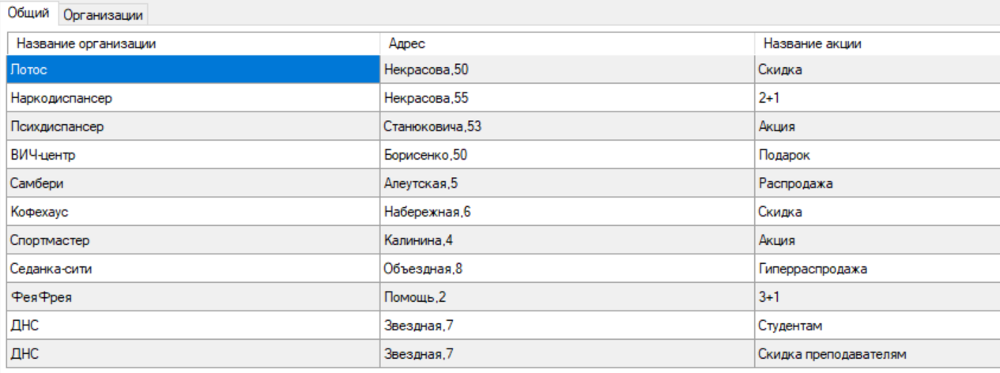 Общий Организации
Название организации Адрес Название акции
Лотос Некрасова,50 Скидка
Наркодиспансер Некрасова,55 2+1
Психдиспансер Станюковича,53 Акция
ВИЧ-центр Борисенко,50 Подарок
Самбери Алеутская,5 Распродажа
Кофехаус Набережная,6 Скидка
Спортмастер Калинина,4 Акция
Седанка-сити Объездная,8 Гиперраспродажа
ФеяФрея Помощь,2 3+1
ДНС Звездная,7 Студентам
ДНС Звездная,7 Скидка преподавателям